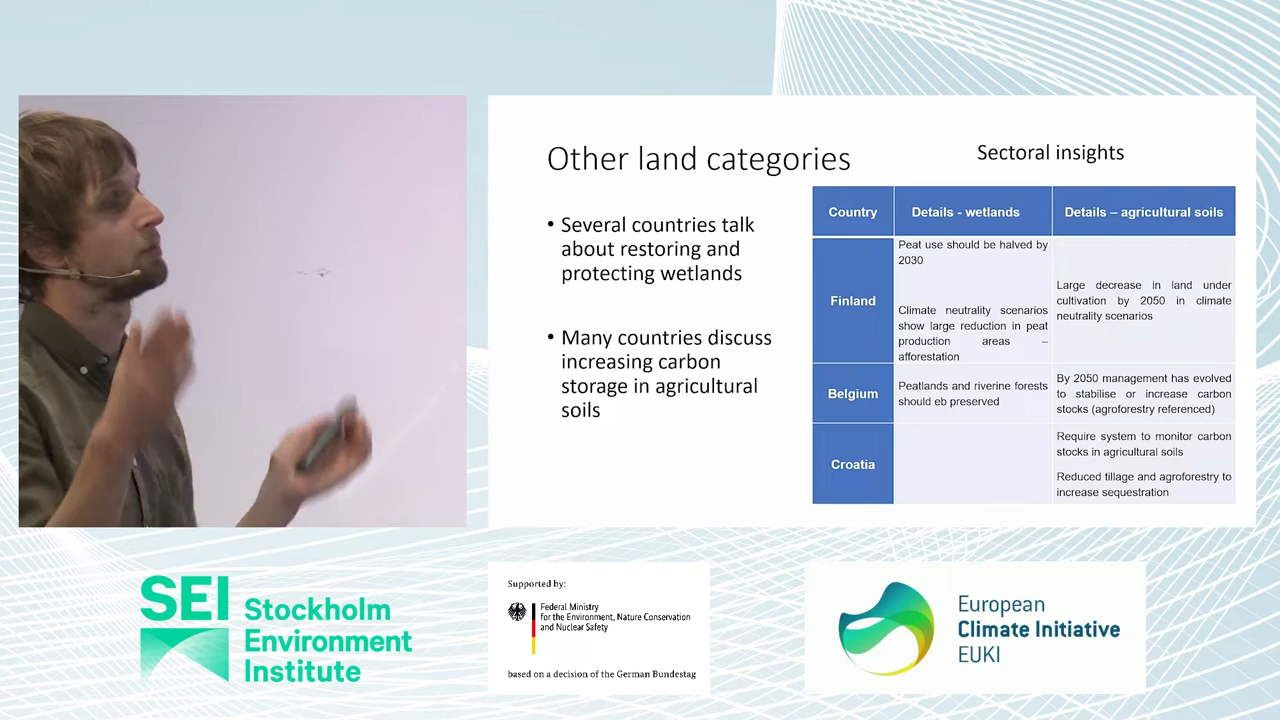 Other land categories
Sectoral insights
• Several countries talk
about restoring and
protecting wetlands
• Many countries discuss
increasing carbon
storage in agricultural
soils
Country
Details - wetlands
Details – agricultural soils
Finland
Peat use should be halved by
2030
Climate neutrality scenarios
show large reduction in peat
production areas –
afforestation
Large decrease in land under
cultivation by 2050 in climate
neutrality scenarios
Belgium
Peatlands and riverine forests
should eb preserved
By 2050 management has evolved
to stabilise or increase carbon
stocks (agroforestry referenced)
Croatia
Require system to monitor carbon
stocks in agricultural soils
Reduced tillage and agroforestry to
increase sequestration
SEI Stockholm
Environment
Institute
Supported by:
Federal Ministry
for the Environment, Nature Conservation
and Nuclear Safety
based on a decision of the German Bundestag
European
Climate Initiative
EUKI